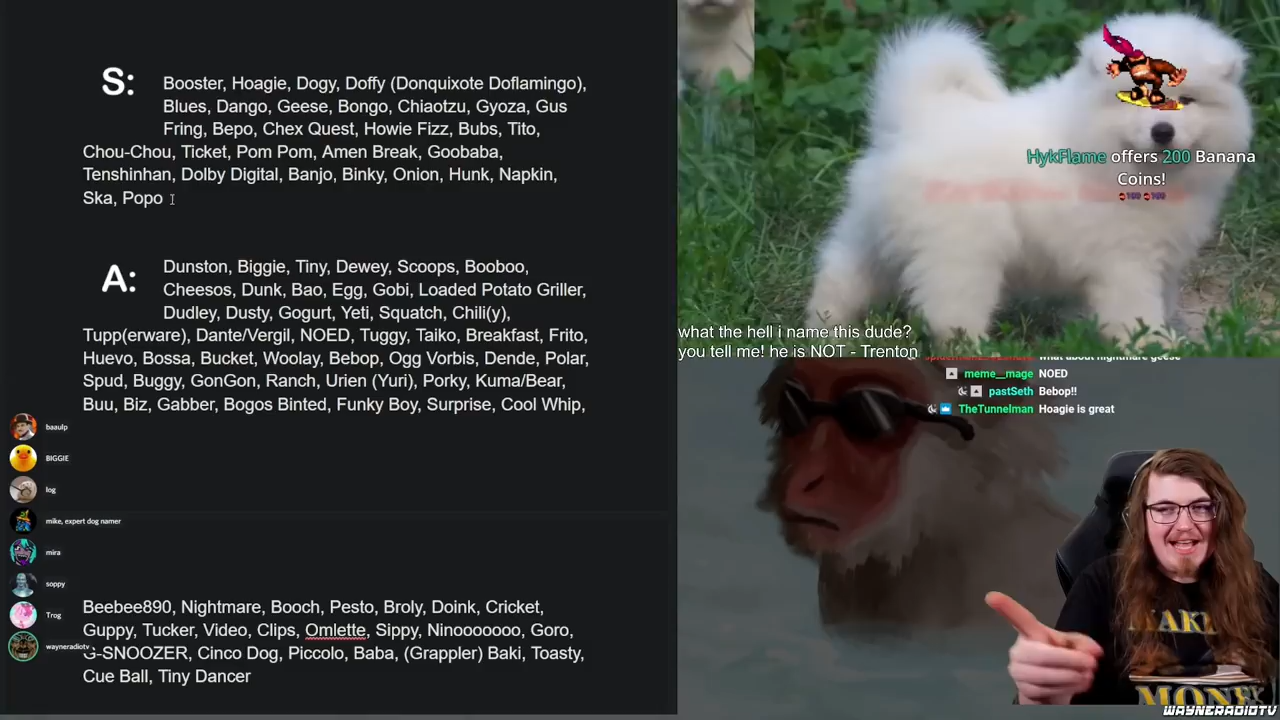 S:
Booster, Hoagie, Dogy, Doffy (Donquixote Doflamingo),
Blues, Dango, Geese, Bongo, Chiaotzu, Gyoza, Gus
Fring, Bepo, Chex Quest, Howie Fizz, Bubs, Tito,
Chou-Chou, Ticket, Pom Pom, Amen Break, Goobaba,
Tenshinhan, Dolby Digital, Banjo, Binky, Onion, Hunk, Napkin,
Ska, Popo
A:
Dunston, Biggie, Tiny, Dewey, Scoops, Booboo,
Cheesos, Dunk, Bao, Egg, Gobi, Loaded Potato Griller,
Dudley, Dusty, Gogurt, Yeti, Squatch, Chili(y),
Tupp(erware), Dante/Vergil, NOED, Tuggy, Taiko, Breakfast, Frito,
Huevo, Bossa, Bucket, Woolay, Bebop, Ogg Vorbis, Dende, Polar,
Spud, Buggy, GonGon, Ranch, Urien (Yuri), Porky, Kuma/Bear,
Buu, Biz, Gabber, Bogos Binted, Funky Boy, Surprise, Cool Whip,
baaulp
BIGGIE
log
mike, expert dog namer
mira
soppy
Trog
wayneradiotv
Beebee890, Nightmare, Booch, Pesto, Broly, Doink, Cricket,
Guppy, Tucker, Video, Clips, Omlette, Sippy, Ninooooooo, Goro,
G-SNOOZER, Cinco Dog, Piccolo, Baba, (Grappler) Baki, Toasty,
Cue Ball, Tiny Dancer
HykFlame offers 200 Banana
Coins!
what the hell i name this dude?
you tell me! he is NOT - Trenton
what about nightmare geese
meme__mage NOED
pastSeth Bebop!!
TheTunnelman Hoagie is great
MAKE
MONEY
WAYNERADIOTV